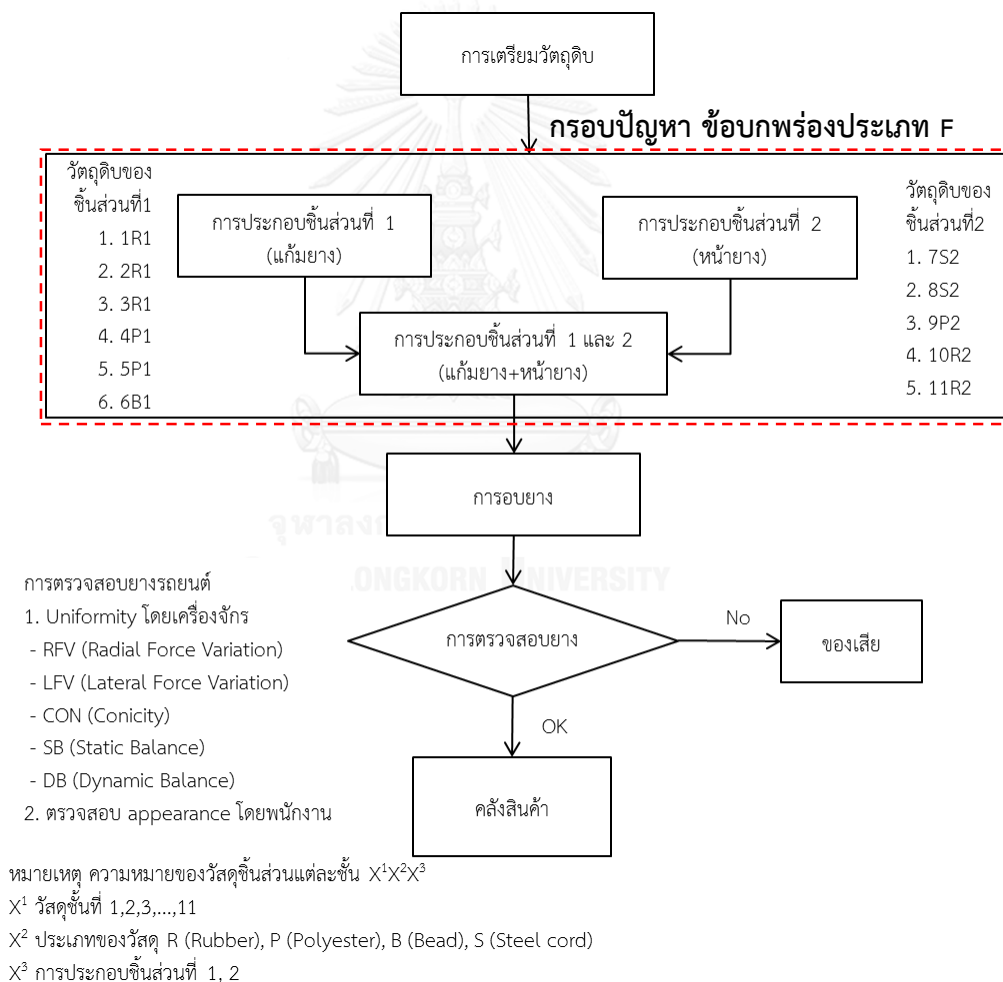 การเตรียมวัตถุดิบ
กรอบปัญหา ข้อบกพร่องประเภท F
วัตถุดิบของ
ชิ้นส่วนที่1
1. 1R1
2. 2R1
3. 3R1
4. 4P1
5. 5P1
6. 6B1
การประกอบชิ้นส่วนที่ 1
(แก้มยาง)
การประกอบชิ้นส่วนที่ 2
(หน้ายาง)
วัตถุดิบของ
ชิ้นส่วนที่2
1. 7S2
2. 8S2
3. 9P2
4. 10R2
5. 11R2
การประกอบชิ้นส่วนที่ 1 และ 2
(แก้มยาง+หน้ายาง)
การอบยาง
จุฬาลงก
ONGKORN UNIVERSITY
การตรวจสอบยางรถยนต์
1. Uniformity โดยเครื่องจักร
- RFV (Radial Force Variation)
- LFV (Lateral Force Variation)
- CON (Conicity)
- SB (Static Balance)
- DB (Dynamic Balance)
2. ตรวจสอบ appearance โดยพนักงาน
การตรวจสอบยาง
No
ของเสีย
OK
คลังสินค้า
หมายเหตุ ความหมายของวัสดุชิ้นส่วนแต่ละชั้น X¹X²X³
X¹ วัสดุชั้นที่ 1,2,3,...,11
X² ประเภทของวัสดุ R (Rubber), P (Polyester), B (Bead), S (Steel cord)
X³ การประกอบชิ้นส่วนที่ 1, 2